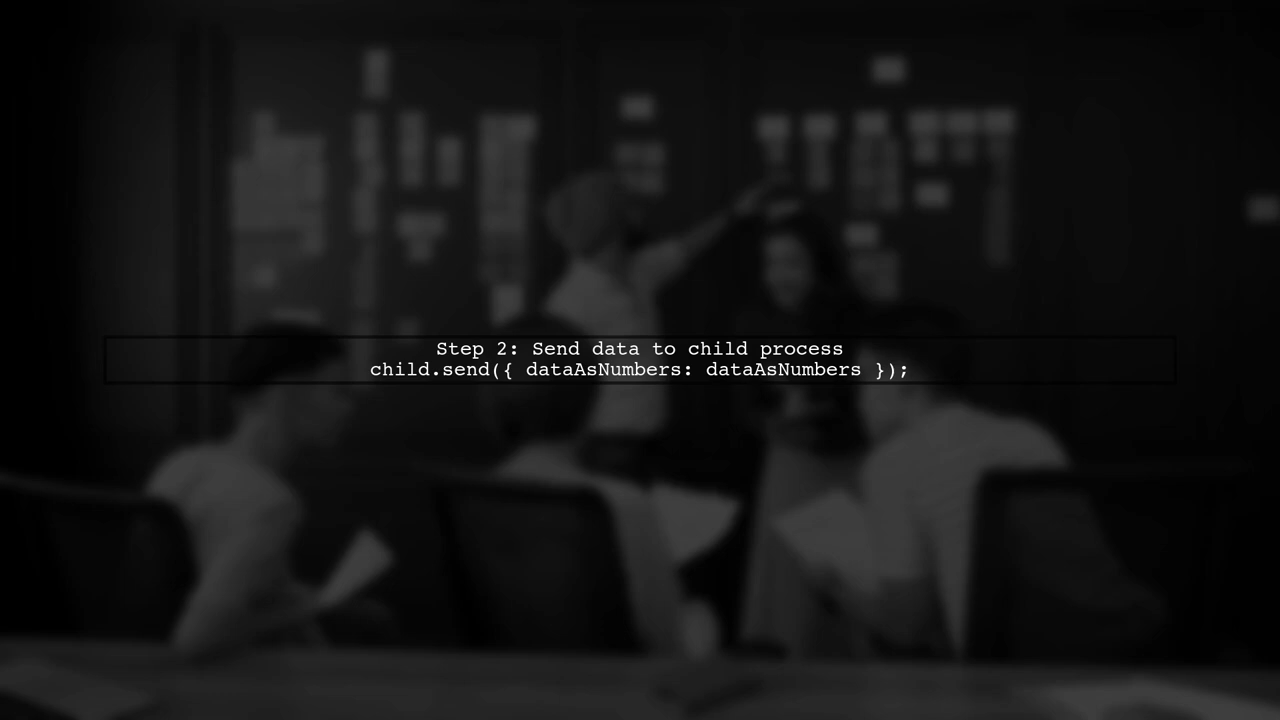 Step 2: Send data to child process
child.send({ dataAsNumbers: dataAsNumbers });